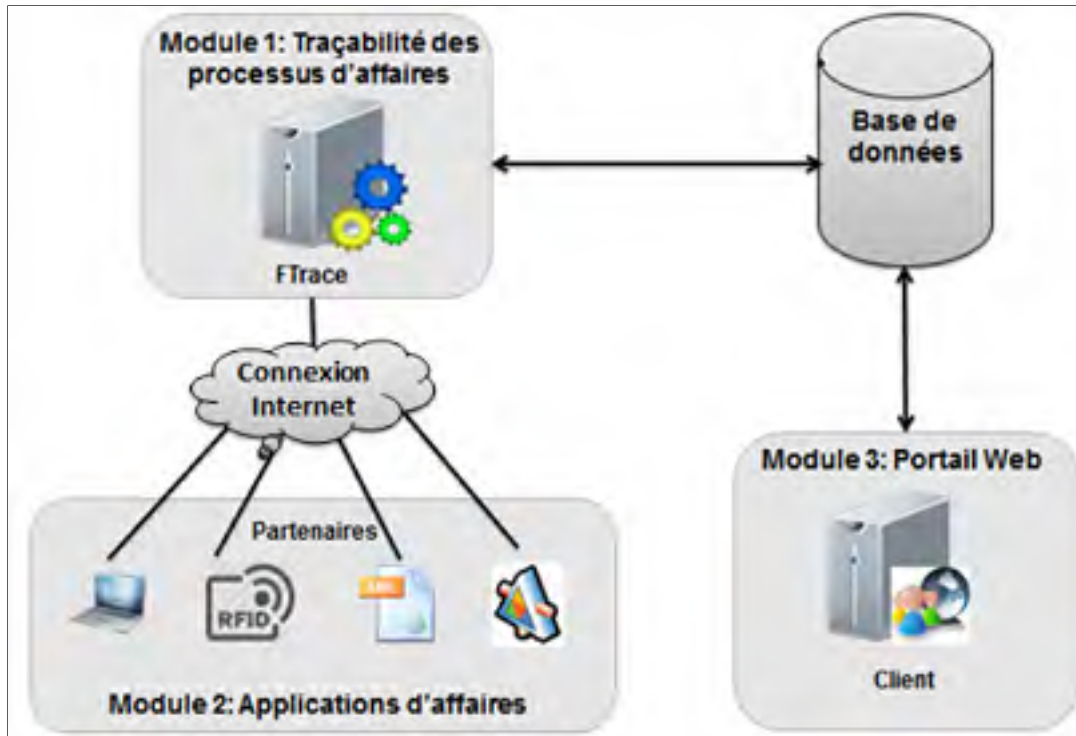 Module 1: Traçabilité des
processus d'affaires
FTrace
Base de
données
Connexion
Internet
Partenaires
RFID
Module 2: Applications d'affaires
Module 3: Portail Web
Client